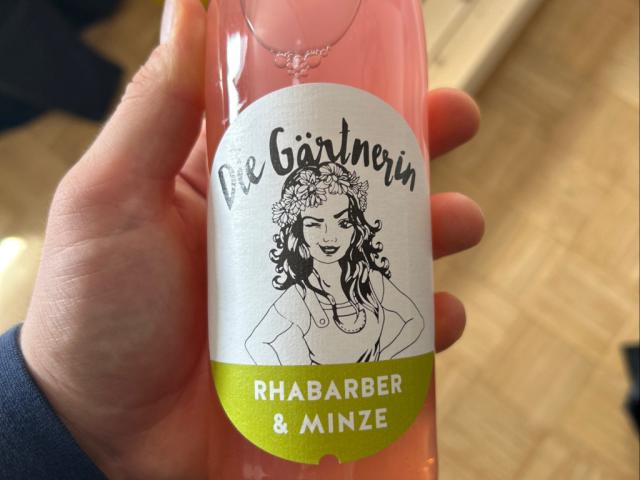 Die Gärtnerin
RHABARBER
& MINZE